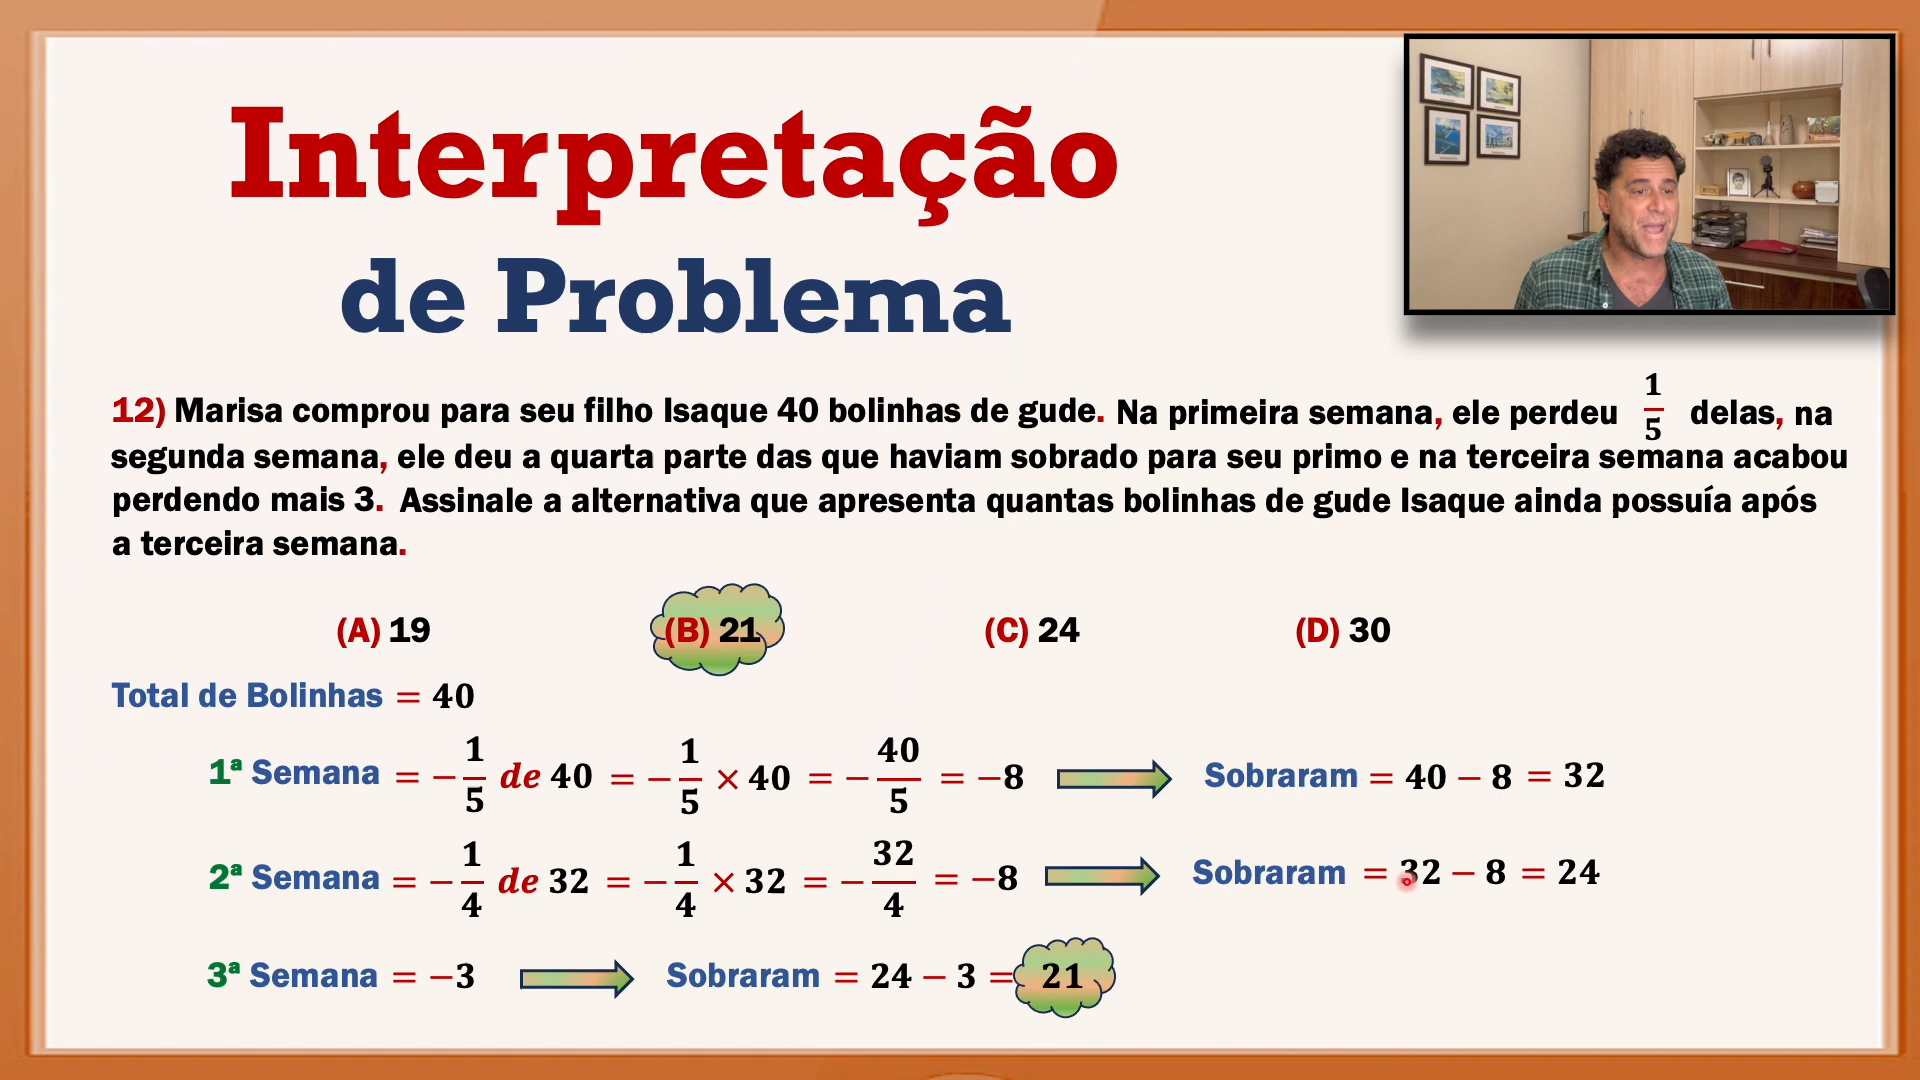 Interpretação
de Problema
12) Marisa comprou para seu filho Isaque 40 bolinhas de gude. Na primeira semana, ele perdeu 1/5 delas, na
segunda semana, ele deu a quarta parte das que haviam sobrado para seu primo e na terceira semana acabou
perdendo mais 3. Assinale a alternativa que apresenta quantas bolinhas de gude Isaque ainda possuía após
a terceira semana.
(A) 19 (B) 21 (C) 24 (D) 30
Total de Bolinhas = 40
1ª Semana = −1/5 de 40 = −1/5 × 40 = −40/5 = −8 Sobraram = 40 − 8 = 32
2ª Semana = −1/4 de 32 = −1/4 × 32 = −32/4 = −8 Sobraram = 32 − 8 = 24
3ª Semana = −3 Sobraram = 24 − 3 = 21